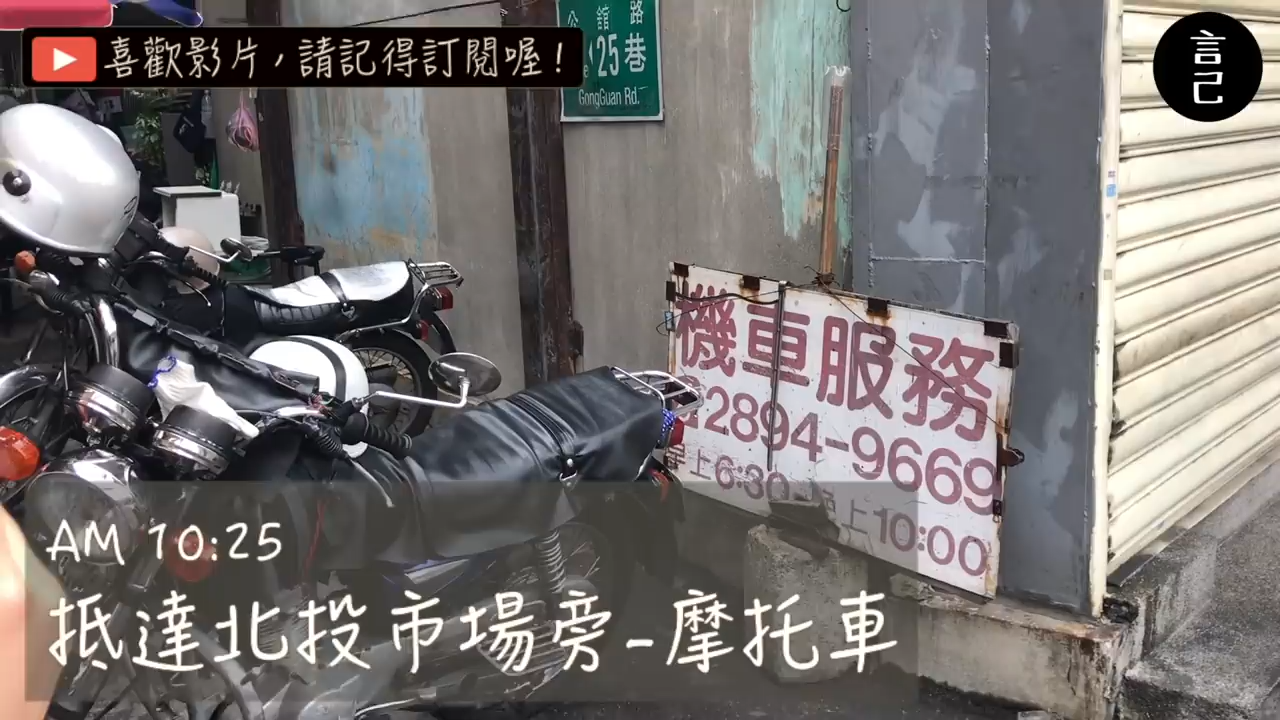 喜歡影片，請記得訂閱喔！
言己
公館路
25巷
GongGuan Rd.
機車服務
2894-9669
早上6:30-晚上10:00
AM 10:25
抵達北投市場旁-摩托車